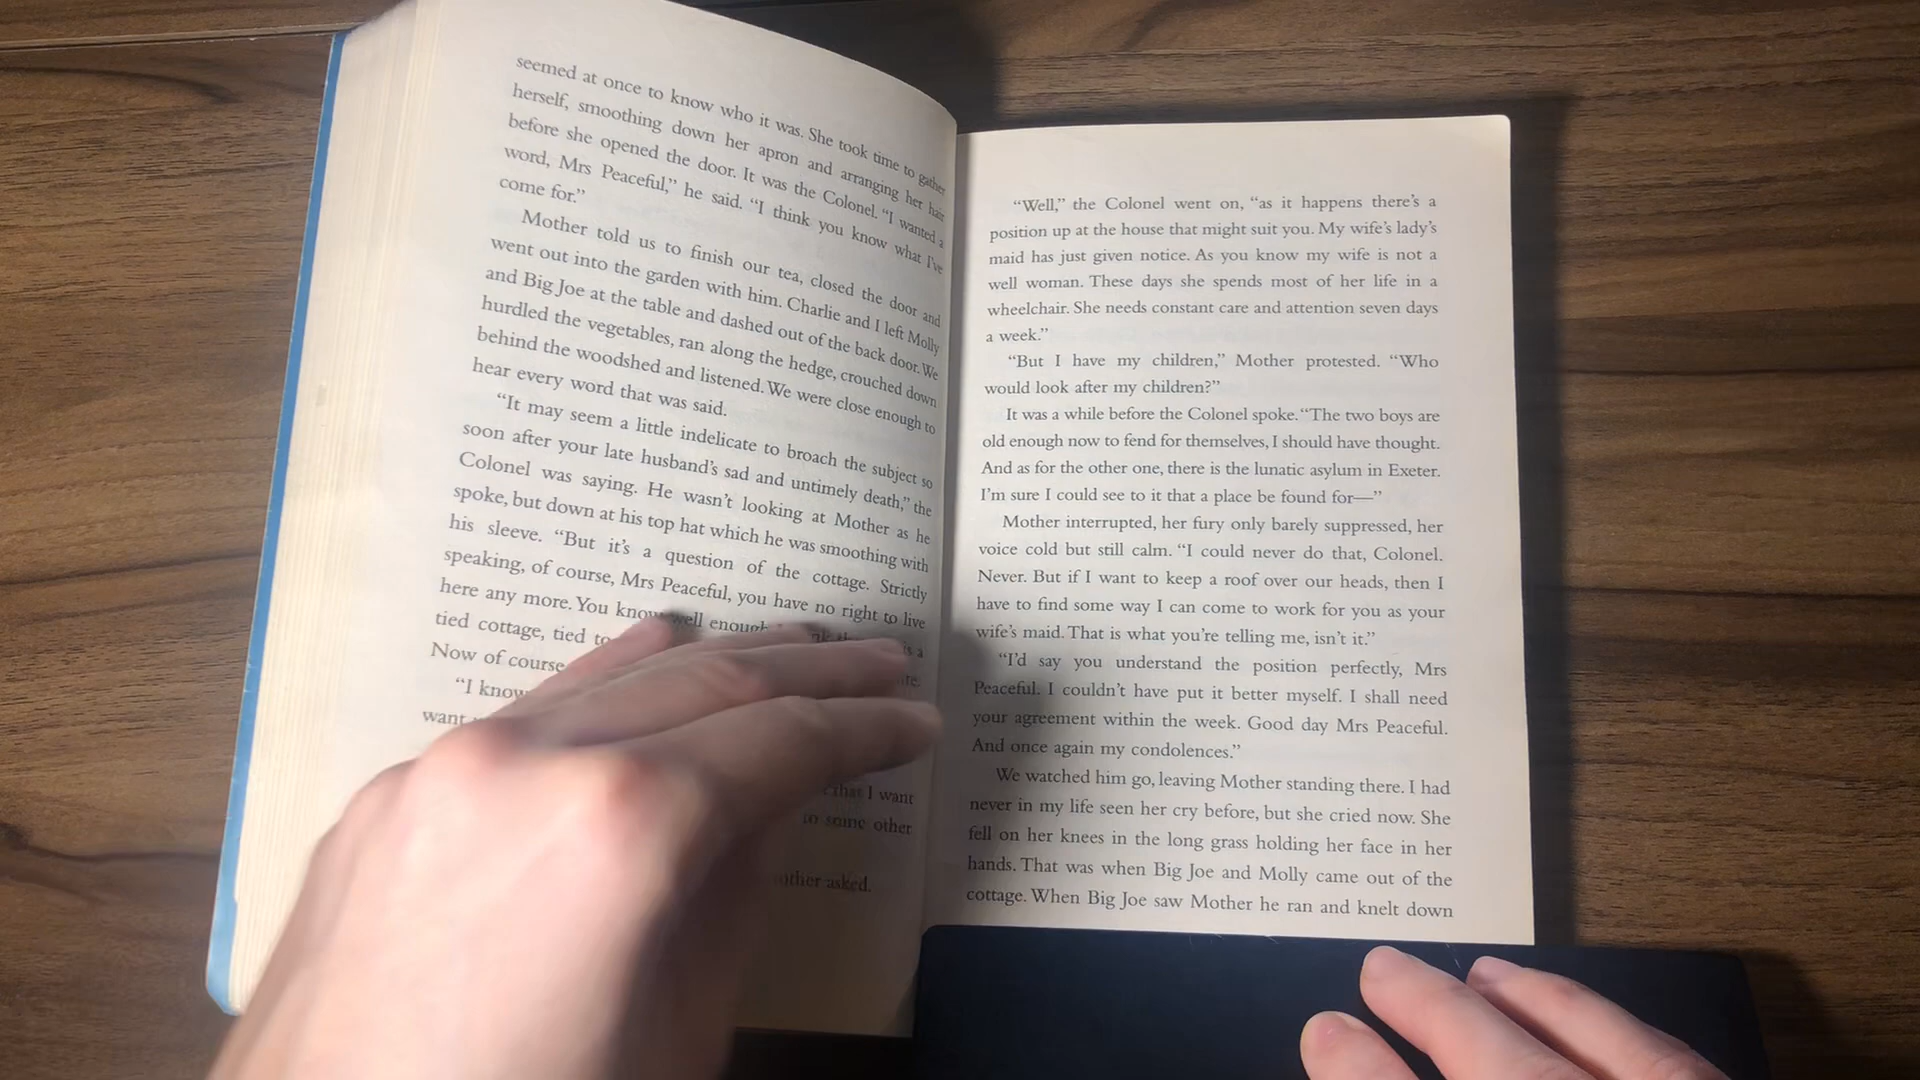 seemed at once to know who it was. She took time to gather
herself, smoothing down her apron and arranging her hair
before she opened the door. It was the Colonel. “I wanted a
word, Mrs Peaceful,” he said. “I think you know what I’ve
come for.”
Mother told us to finish our tea, closed the door and
went out into the garden with him. Charlie and I left Molly
and Big Joe at the table and dashed out of the back door. We
hurdled the vegetables, ran along the hedge, crouched down
behind the woodshed and listened. We were close enough to
hear every word that was said.
“It may seem a little indelicate to broach the subject so
soon after your late husband’s sad and untimely death,” the
Colonel was saying. He wasn’t looking at Mother as he
spoke, but down at his top hat which he was smoothing with
his sleeve. “But it’s a question of the cottage. Strictly
speaking, of course, Mrs Peaceful, you have no right to live
here any more. You know well enough is a
tied cottage, tied to
Now of course
“I know
want
that I want
to some other
asked.
“Well,” the Colonel went on, “as it happens there’s a
position up at the house that might suit you. My wife’s lady’s
maid has just given notice. As you know my wife is not a
well woman. These days she spends most of her life in a
wheelchair. She needs constant care and attention seven days
a week.”
“But I have my children,” Mother protested. “Who
would look after my children?”
It was a while before the Colonel spoke. “The two boys are
old enough now to fend for themselves, I should have thought.
And as for the other one, there is the lunatic asylum in Exeter.
I’m sure I could see to it that a place be found for—”
Mother interrupted, her fury only barely suppressed, her
voice cold but still calm. “I could never do that, Colonel.
Never. But if I want to keep a roof over our heads, then I
have to find some way I can come to work for you as your
wife’s maid. That is what you’re telling me, isn’t it.”
“I’d say you understand the position perfectly, Mrs
Peaceful. I couldn’t have put it better myself. I shall need
your agreement within the week. Good day Mrs Peaceful.
And once again my condolences.”
We watched him go, leaving Mother standing there. I had
never in my life seen her cry before, but she cried now. She
fell on her knees in the long grass holding her face in her
hands. That was when Big Joe and Molly came out of the
cottage. When Big Joe saw Mother he ran and knelt down